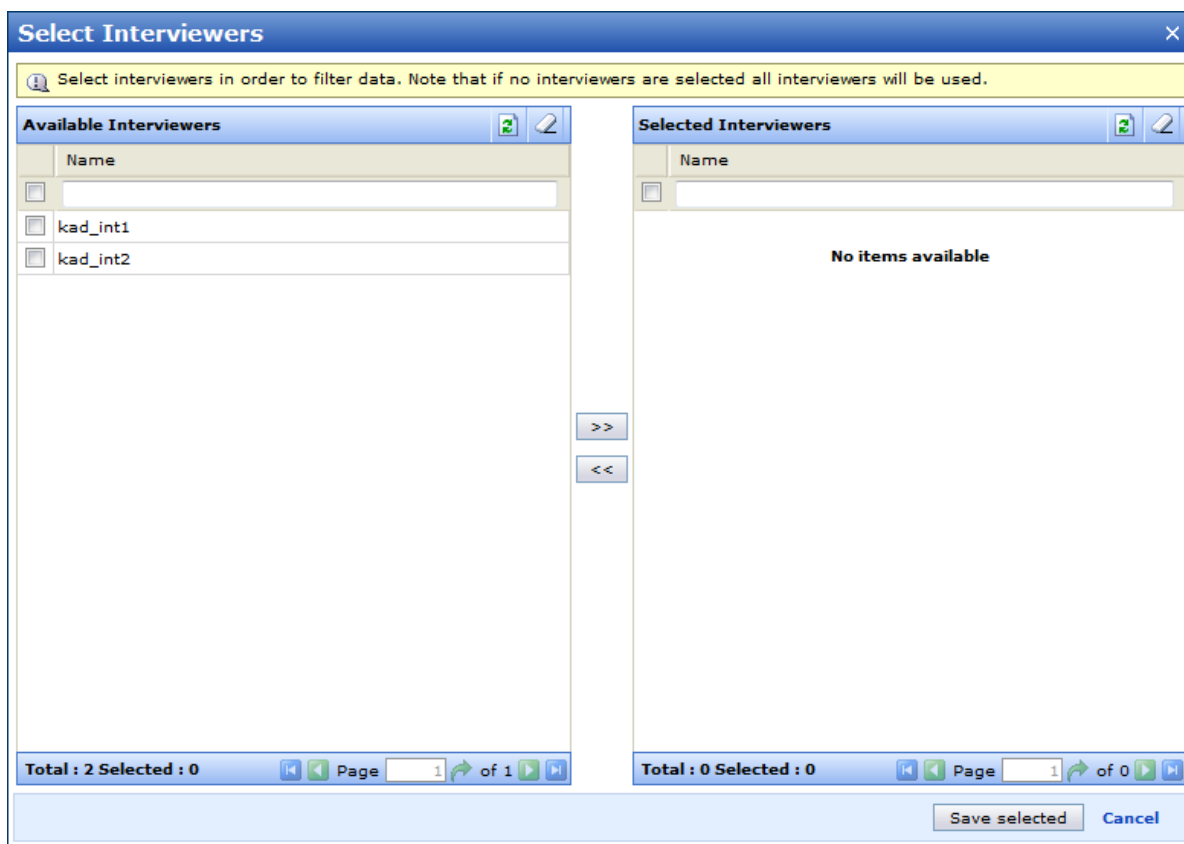 Select Interviewers
Select interviewers in order to filter data. Note that if no interviewers are selected all interviewers will be used.
Available Interviewers
Name
kad_int1
kad_int2
Total : 2 Selected : 0
Page 1 of 1
>>
<<
Selected Interviewers
Name
No items available
Total : 0 Selected : 0
Page 1 of 0
Save selected
Cancel